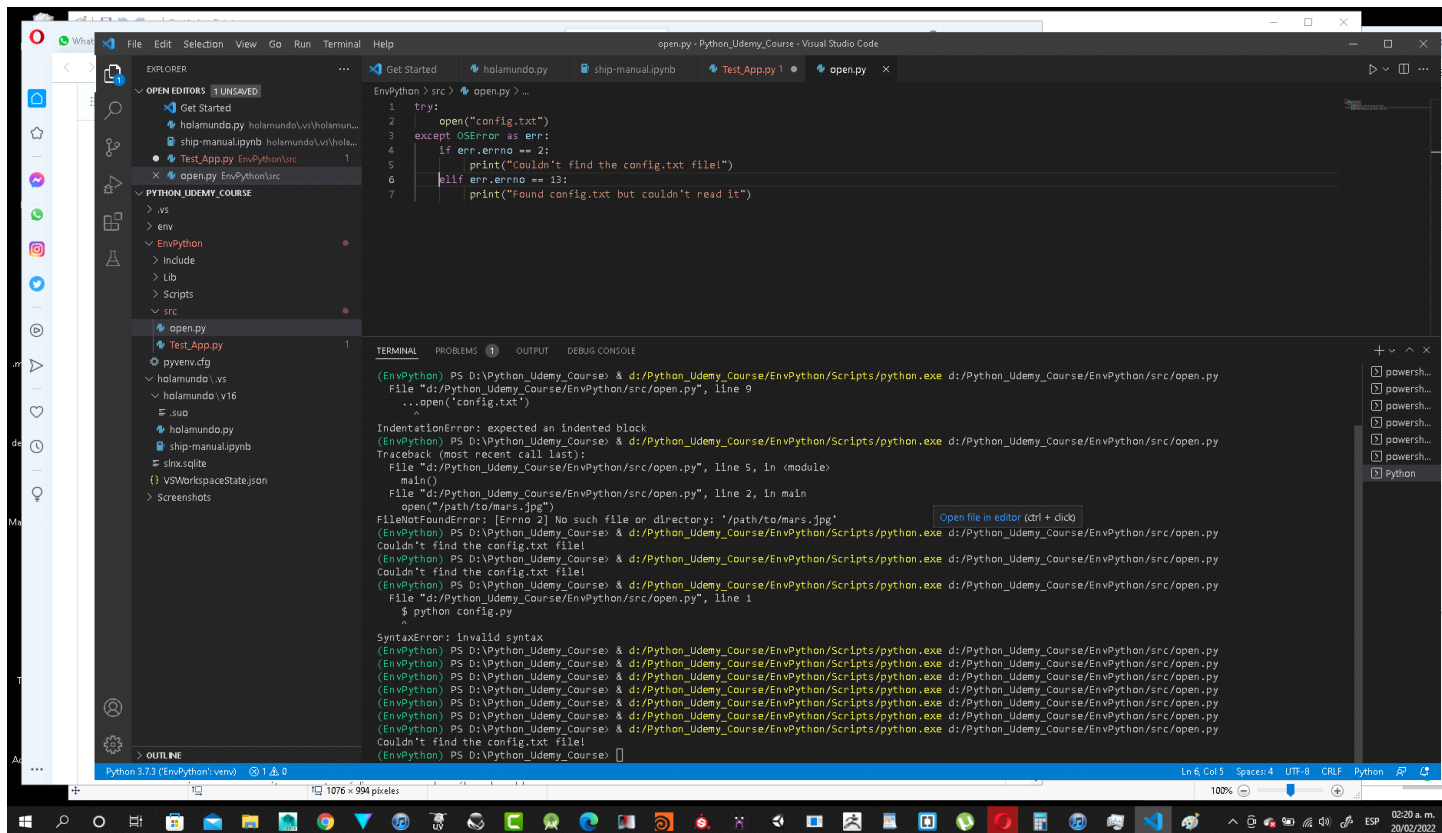 What
File Edit Selection View Go Run Terminal Help
open.py - Python_Udemy_Course - Visual Studio Code
EXPLORER
OPEN EDITORS 1 UNSAVED
Get Started
holamundo.py holamundo\.vs\holamun...
ship-manual.ipynb holamundo\.vs\hola...
Test_App.py EnvPython\src 1
open.py EnvPython\src
PYTHON_UDEMY_COURSE
.vs
env
EnvPython
Include
Lib
Scripts
src
open.py
Test_App.py 1
pyvenv.cfg
holamundo\.vs
holamundo\v16
.suo
holamundo.py
ship-manual.ipynb
slnx.sqlite
VSWorkspaceState.json
Screenshots
OUTLINE
Get Started holamundo.py ship-manual.ipynb Test_App.py 1 open.py
EnvPython > src > open.py > ...
1 try:
2 open("config.txt")
3 except OSError as err:
4 if err.errno == 2:
5 print("Couldn't find the config.txt file!")
6 elif err.errno == 13:
7 print("Found config.txt but couldn't read it")
TERMINAL PROBLEMS 1 OUTPUT DEBUG CONSOLE
(EnvPython) PS D:\Python_Udemy_Course> & d:/Python_Udemy_Course/EnvPython/Scripts/python.exe d:/Python_Udemy_Course/EnvPython/src/open.py
File "d:/Python_Udemy_Course/EnvPython/src/open.py", line 9
...open('config.txt')
^
IndentationError: expected an indented block
(EnvPython) PS D:\Python_Udemy_Course> & d:/Python_Udemy_Course/EnvPython/Scripts/python.exe d:/Python_Udemy_Course/EnvPython/src/open.py
Traceback (most recent call last):
File "d:/Python_Udemy_Course/EnvPython/src/open.py", line 5, in <module>
main()
File "d:/Python_Udemy_Course/EnvPython/src/open.py", line 2, in main
open("/path/to/mars.jpg")
FileNotFoundError: [Errno 2] No such file or directory: '/path/to/mars.jpg'
Open file in editor (ctrl + click)
(EnvPython) PS D:\Python_Udemy_Course> & d:/Python_Udemy_Course/EnvPython/Scripts/python.exe d:/Python_Udemy_Course/EnvPython/src/open.py
Couldn't find the config.txt file!
(EnvPython) PS D:\Python_Udemy_Course> & d:/Python_Udemy_Course/EnvPython/Scripts/python.exe d:/Python_Udemy_Course/EnvPython/src/open.py
Couldn't find the config.txt file!
(EnvPython) PS D:\Python_Udemy_Course> & d:/Python_Udemy_Course/EnvPython/Scripts/python.exe d:/Python_Udemy_Course/EnvPython/src/open.py
File "d:/Python_Udemy_Course/EnvPython/src/open.py", line 1
$ python config.py
^
SyntaxError: invalid syntax
(EnvPython) PS D:\Python_Udemy_Course> & d:/Python_Udemy_Course/EnvPython/Scripts/python.exe d:/Python_Udemy_Course/EnvPython/src/open.py
(EnvPython) PS D:\Python_Udemy_Course> & d:/Python_Udemy_Course/EnvPython/Scripts/python.exe d:/Python_Udemy_Course/EnvPython/src/open.py
(EnvPython) PS D:\Python_Udemy_Course> & d:/Python_Udemy_Course/EnvPython/Scripts/python.exe d:/Python_Udemy_Course/EnvPython/src/open.py
(EnvPython) PS D:\Python_Udemy_Course> & d:/Python_Udemy_Course/EnvPython/Scripts/python.exe d:/Python_Udemy_Course/EnvPython/src/open.py
(EnvPython) PS D:\Python_Udemy_Course> & d:/Python_Udemy_Course/EnvPython/Scripts/python.exe d:/Python_Udemy_Course/EnvPython/src/open.py
(EnvPython) PS D:\Python_Udemy_Course> & d:/Python_Udemy_Course/EnvPython/Scripts/python.exe d:/Python_Udemy_Course/EnvPython/src/open.py
(EnvPython) PS D:\Python_Udemy_Course> & d:/Python_Udemy_Course/EnvPython/Scripts/python.exe d:/Python_Udemy_Course/EnvPython/src/open.py
Couldn't find the config.txt file!
(EnvPython) PS D:\Python_Udemy_Course>
powersh...
powersh...
powersh...
powersh...
powersh...
powersh...
Python
Python 3.7.3 ('EnvPython': venv) 1 0
Ln 6, Col 5 Spaces: 4 UTF-8 CRLF Python
1076 × 994 píxeles
100%
ESP
02:20 a. m.
20/02/2022